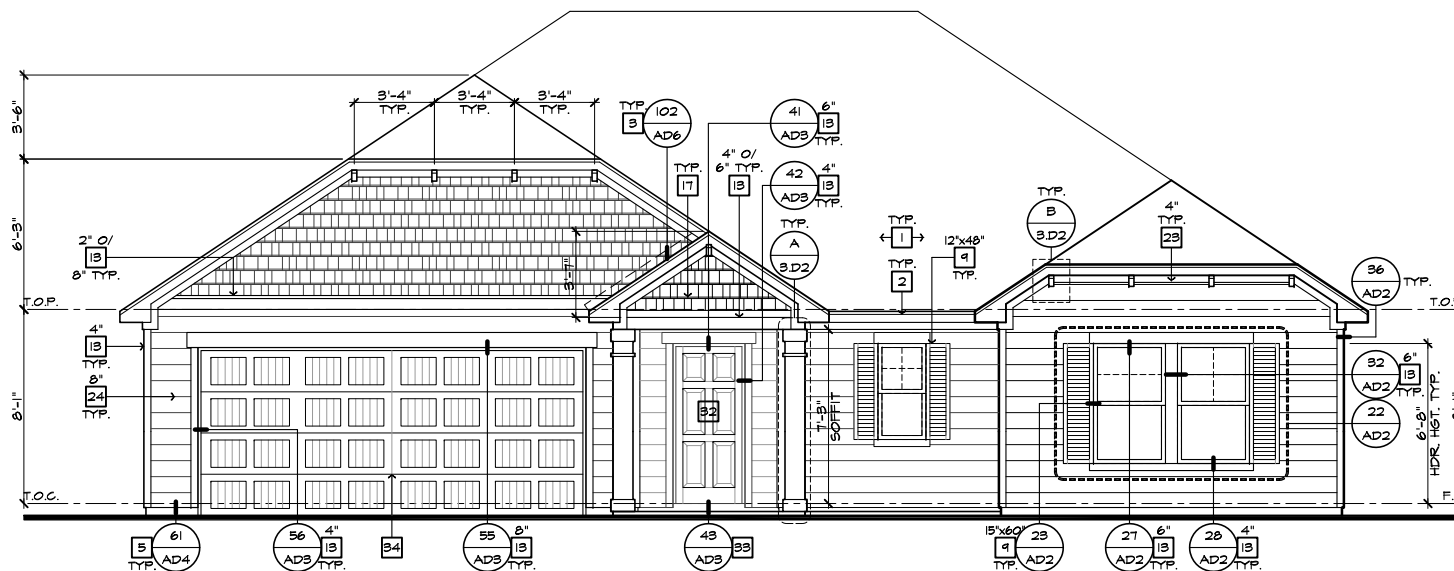 3'-6"
3'-4"
TYP.
3'-4"
TYP.
3'-4"
TYP.
TYP.
3
102
AD6
41
AD3
6"
13
TYP.
4" O/
6" TYP.
13
TYP.
17
42
AD3
4"
13
TYP.
TYP.
A
3.D2
TYP.
1
TYP.
2
12"x48"
9
TYP.
TYP.
B
3.D2
4"
TYP.
23
36
AD2
TYP.
6'-3"
2" O/
13
8" TYP.
3'-7"
T.O.P.
4"
13
TYP.
8"
24
TYP.
8'-1"
32
7'-3"
SOFFIT
32
AD2
6"
13
TYP.
22
AD2
6'-8"
HDR. HGT. TYP.
T.O.C.
F.
5
TYP.
61
AD4
56
AD3
4"
13
TYP.
34
55
AD3
8"
13
TYP.
43
AD3
33
15"x60"
9
TYP.
23
AD2
27
AD2
6"
13
TYP.
28
AD2
4"
13
TYP.